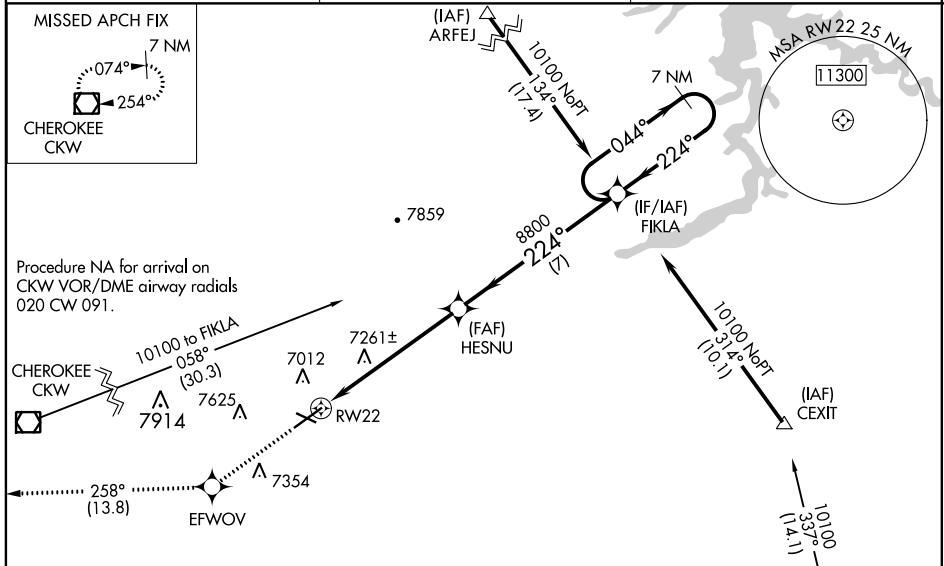 MISSED APCH FIX
7 NM
074°
254°
CHEROKEE
CKW
(IAF)
ARFEJ
10100 NoPT
134°
(17.4)
7 NM
044°
224°
MSA RW22 25 NM
11300
(IF/IAF)
FIKLA
7859
8800
224°
(7)
Procedure NA for arrival on
CKW VOR/DME airway radials
020 CW 091.
10100 to FIKLA
058°
(30.3)
CHEROKEE
CKW
7914
7625
7012
7261±
(FAF)
HESNU
RW22
7354
258°
(13.8)
EFWOV
10100 NoPT
314°
(10.1)
(IAF)
CEXIT
10100
337°
(14.1)